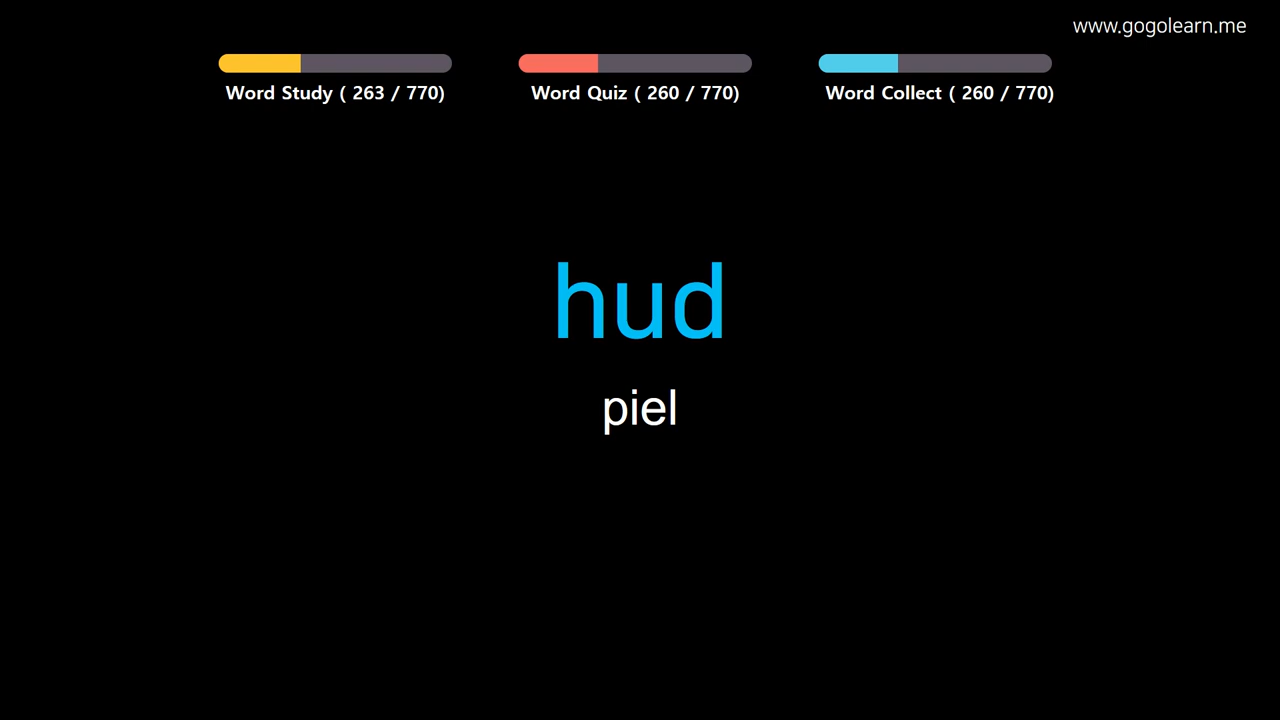 www.gogolearn.me
Word Study ( 263 / 770)
Word Quiz ( 260 / 770)
Word Collect ( 260 / 770)
hud
piel